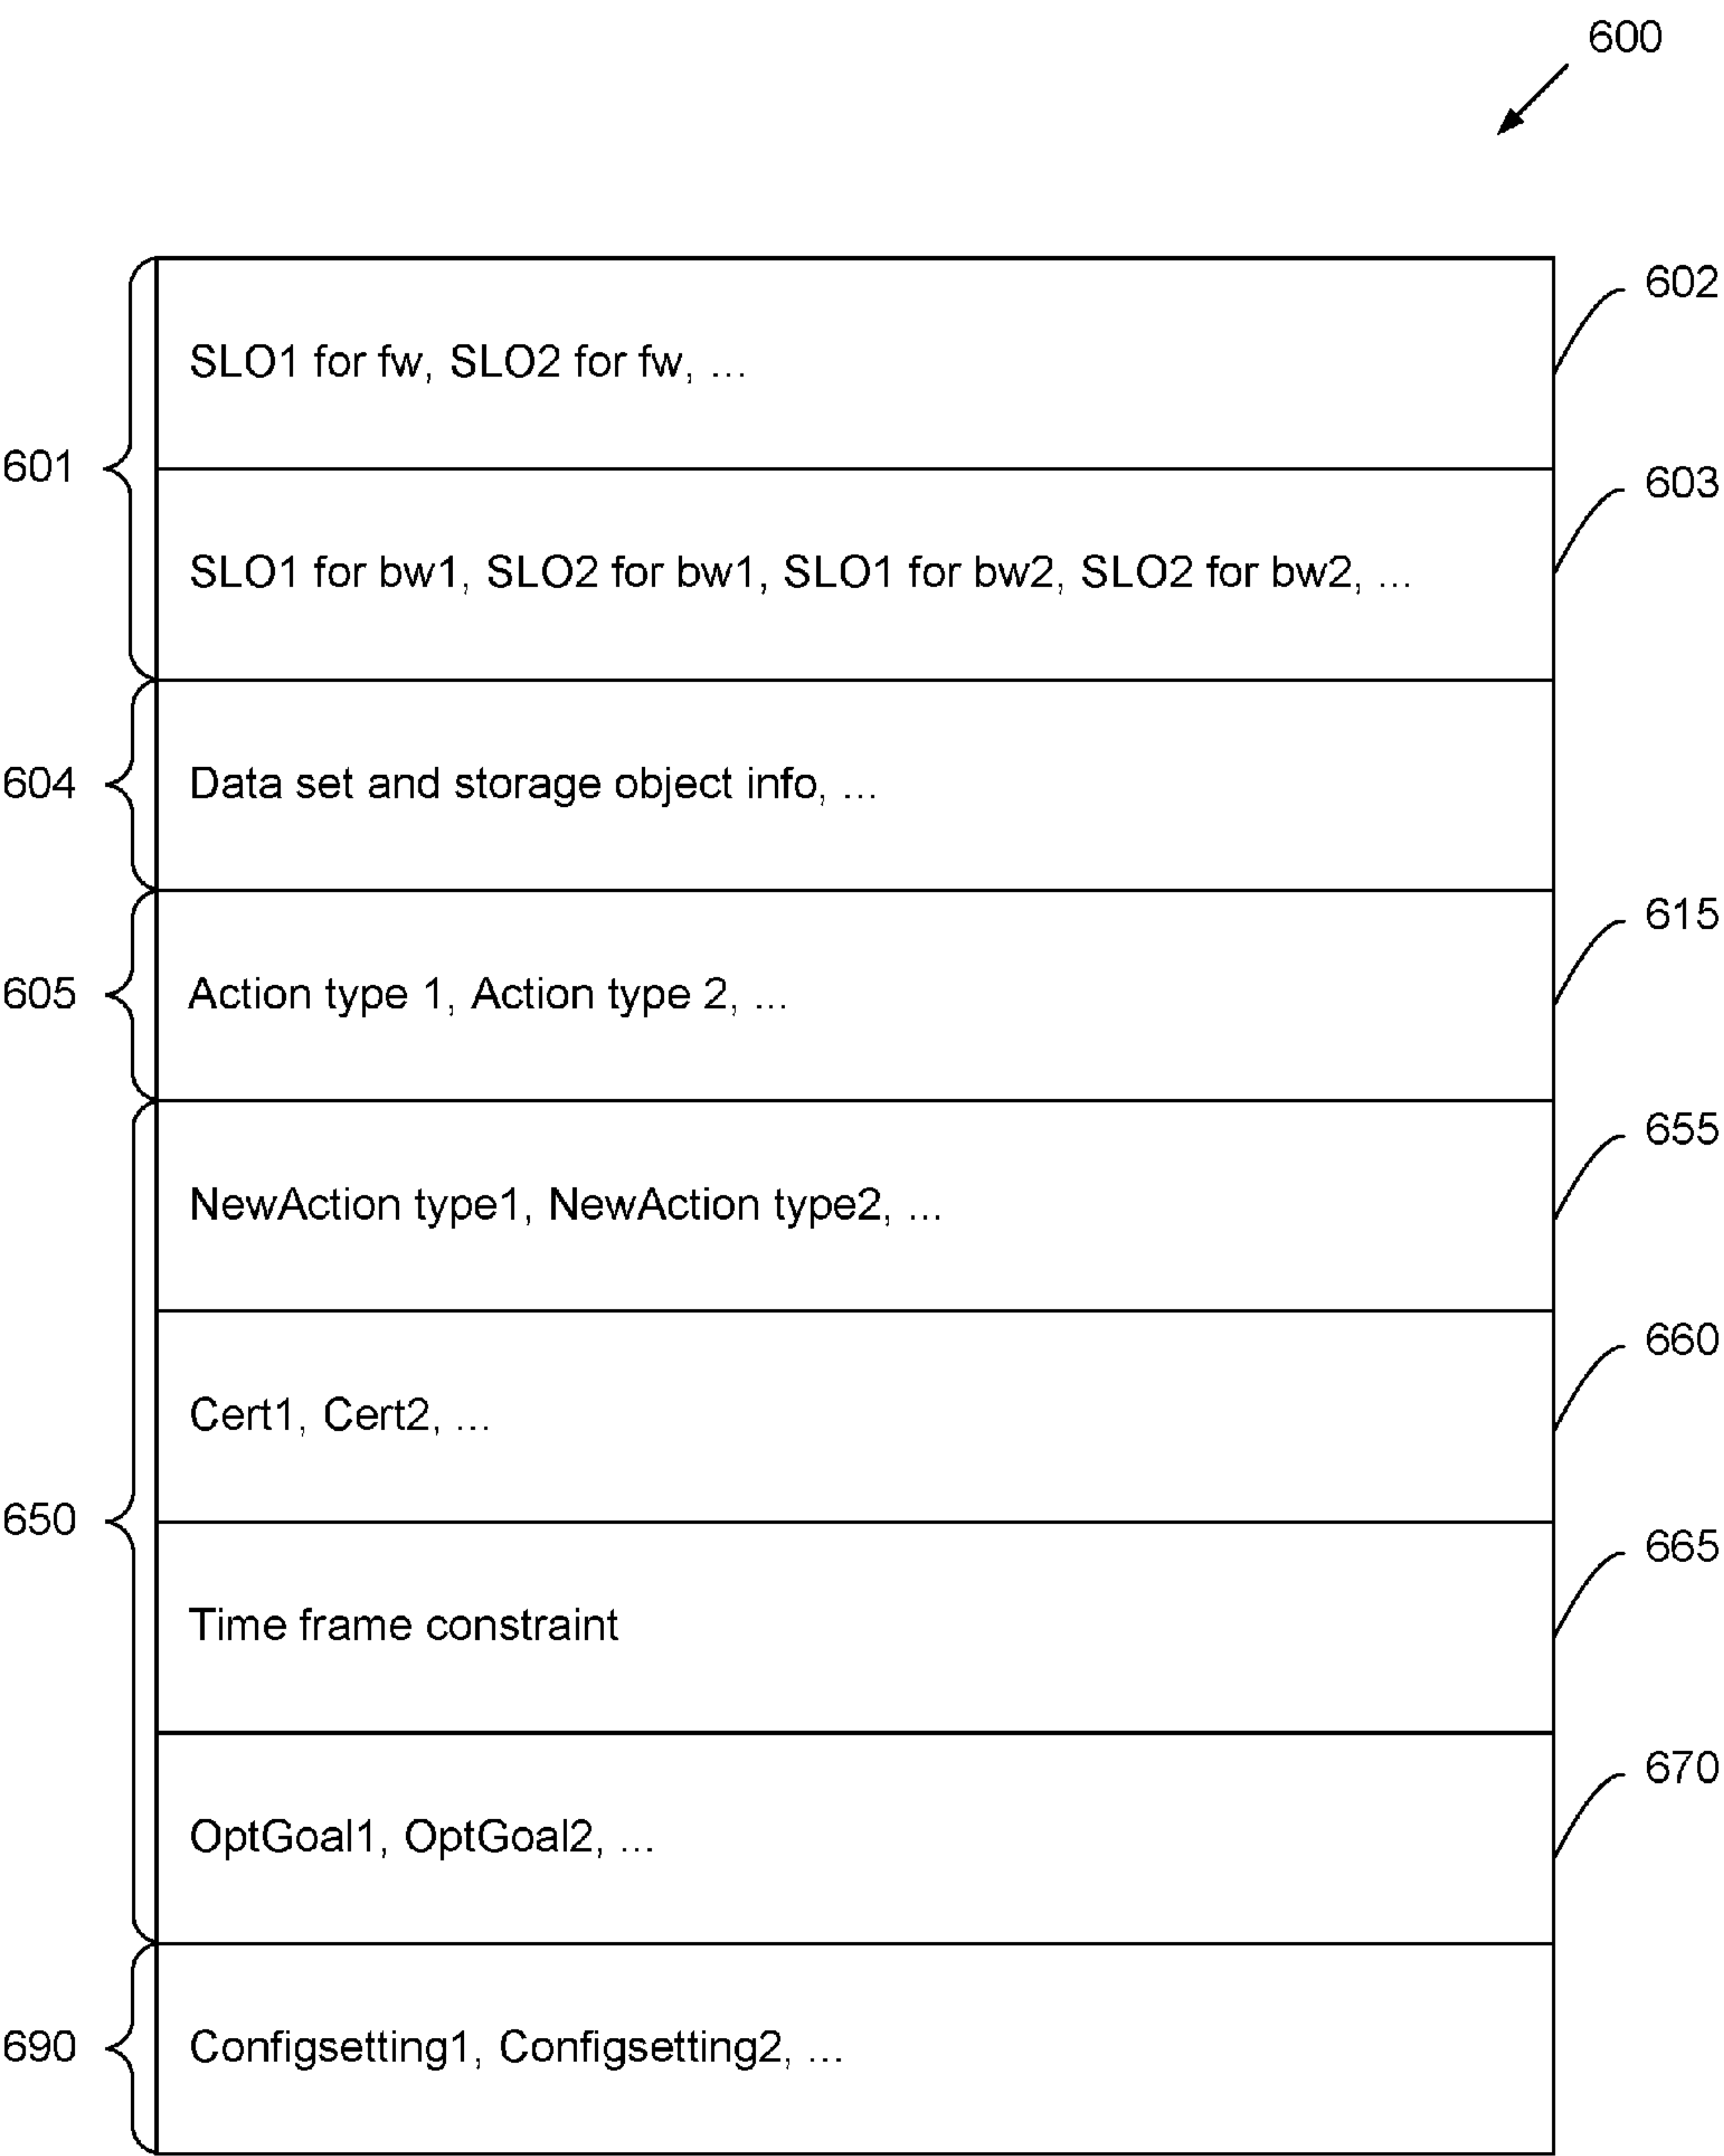 600
602
SLO1 for fw, SLO2 for fw, ...
601
603
SLO1 for bw1, SLO2 for bw1, SLO1 for bw2, SLO2 for bw2, ...
604
Data set and storage object info, ...
615
605
Action type 1, Action type 2, ...
655
NewAction type1, NewAction type2, ...
660
Cert1, Cert2, ...
650
665
Time frame constraint
670
OptGoal1, OptGoal2, ...
690
Configsetting1, Configsetting2, ...